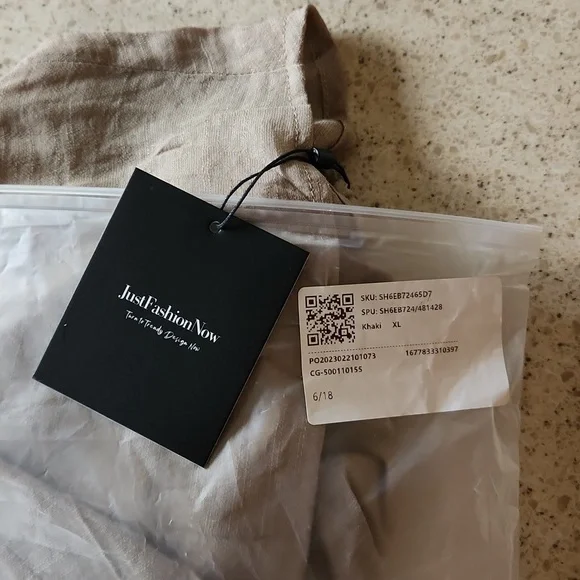 JustFashionNow
Turn To Trendy Design Now
SKU: SH6EB72465D7
SPU: SH6EB724/481428
Khaki XL
PO2023022101073 1677833310397
CG-500110155
6/18